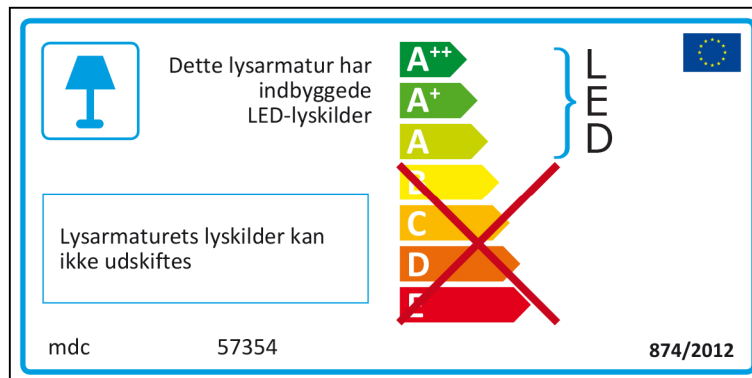 Dette lysarmatur har
indbyggede
LED-lyskilder
A++
A+
A
B
C
D
E
L
E
D
Lysarmaturets lyskilder kan
ikke udskiftes
mdc 57354
874/2012